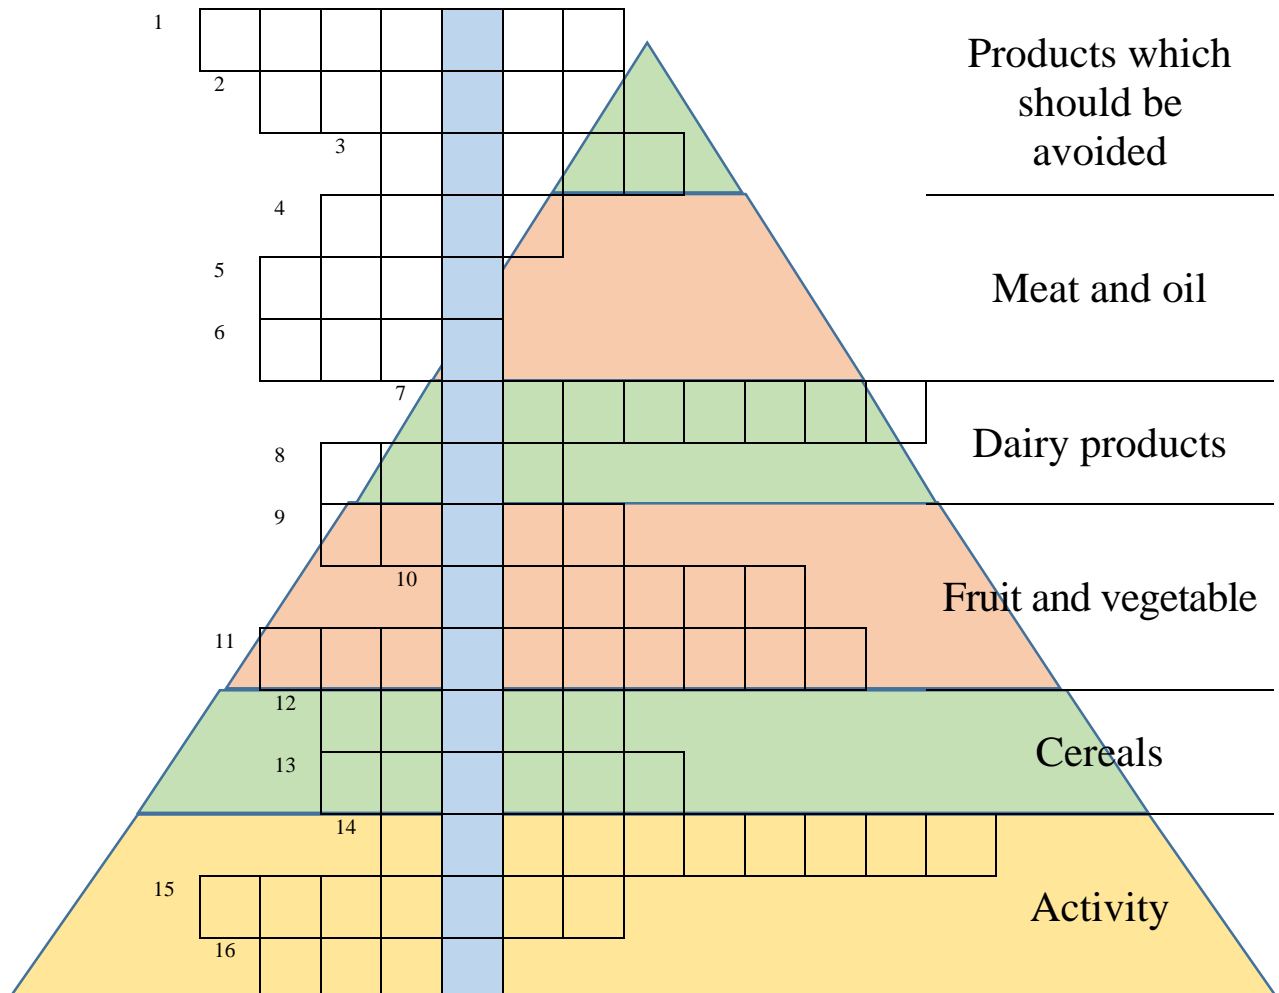 1
Products which
should be
avoided
2
3
4
5
Meat and oil
6
7
Dairy products
8
9
10
Fruit and vegetable
11
12
Cereals
13
14
15
Activity
16